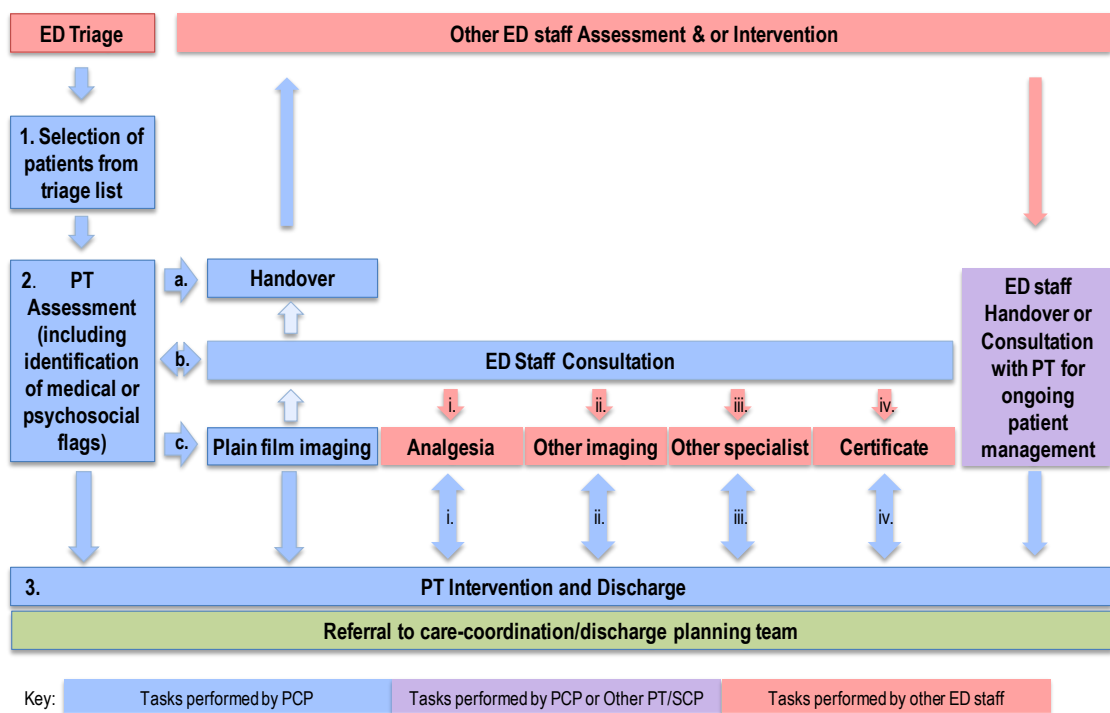 ED Triage
Other ED staff Assessment & or Intervention
1. Selection of
patients from
triage list
2. PT
Assessment
(including
identification
of medical or
psychosocial
flags)
a.
Handover
b.
ED Staff Consultation
ED staff
Handover or
Consultation
with PT for
ongoing
patient
management
i.
ii.
iii.
iv.
c.
Plain film imaging
Analgesia
Other imaging
Other specialist
Certificate
i.
ii.
iii.
iv.
3.
PT Intervention and Discharge
Referral to care-coordination/discharge planning team
Key:
Tasks performed by PCP
Tasks performed by PCP or Other PT/SCP
Tasks performed by other ED staff